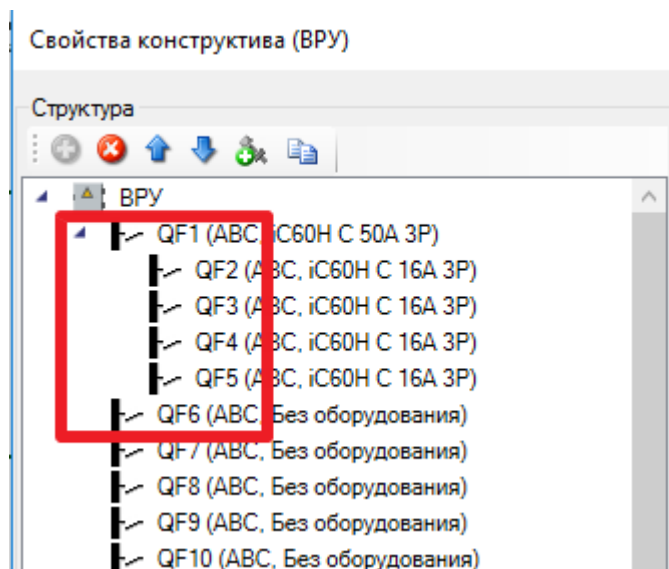 Свойства конструктива (ВРУ)
Структура
ВРУ
QF1 (ABC, iC60H C 50A 3P)
QF2 (ABC, iC60H C 16A 3P)
QF3 (ABC, iC60H C 16A 3P)
QF4 (ABC, iC60H C 16A 3P)
QF5 (ABC, iC60H C 16A 3P)
QF6 (ABC, Без оборудования)
QF7 (ABC, Без оборудования)
QF8 (ABC, Без оборудования)
QF9 (ABC, Без оборудования)
QF10 (ABC, Без оборудования)